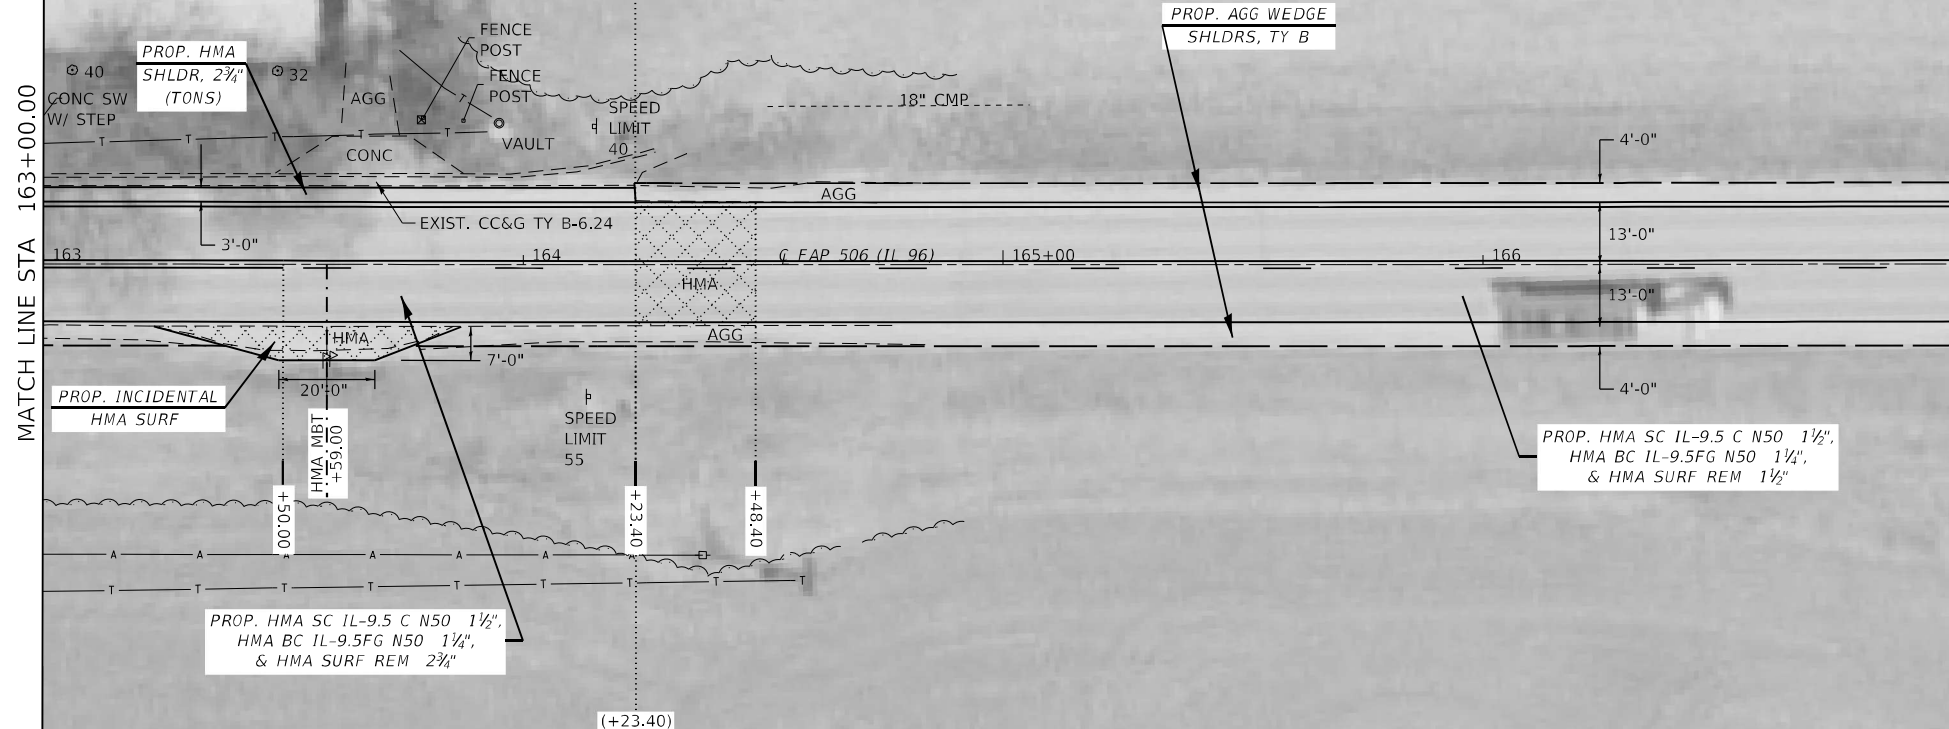 PROP. AGG WEDGE
SHLDRS, TY B
FENCE
POST
PROP. HMA
SHLDR, 2¾"
(TONS)
40
32
FENCE
POST
CONC SW
W/ STEP
AGG
T
18" CMP
SPEED
LIMIT
40
T T T T
VAULT
4'-0"
CONC
AGG
EXIST. CC&G TY B-6.24
3'-0"
13'-0"
163
164
℄ FAP 506 (IL 96)
165+00
166
HMA
13'-0"
HMA
AGG
7'-0"
20'-0"
4'-0"
PROP. INCIDENTAL
HMA SURF
MATCH LINE STA 163+00.00
HMA MBT
+59.00
SPEED
LIMIT
55
PROP. HMA SC IL-9.5 C N50 1½",
HMA BC IL-9.5FG N50 1¼",
& HMA SURF REM 1½"
+50.00
+23.40
+48.40
A A A A A A A
T T T T T T T T T
PROP. HMA SC IL-9.5 C N50 1½",
HMA BC IL-9.5FG N50 1¼",
& HMA SURF REM 2¾"
(+23.40)